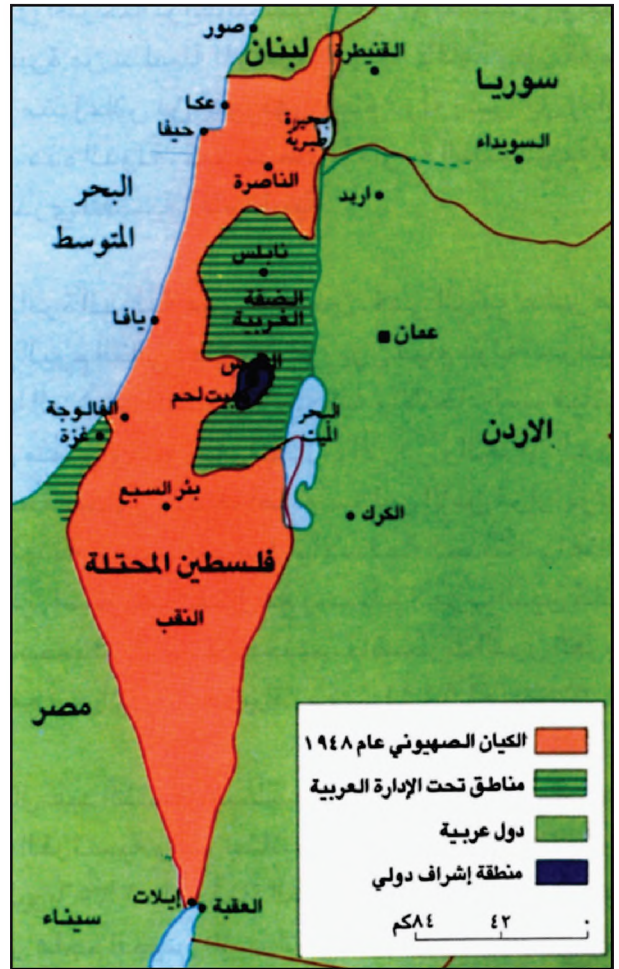 صور
لبنان
القنيطرة
سوريا
عكا
حيفا
بحيرة
طبرية
السويداء
الناصرة
اربد
البحر
المتوسط
نابلس
الضفة
الغربية
يافا
عمان
بيت لحم
البحر
الميت
الفالوجة
غزة
الاردن
بئر السبع
الكرك
فلسطين المحتلة
النقب
مصر
الكيان الصهيوني عام ١٩٤٨
مناطق تحت الإدارة العربية
دول عربية
منطقة إشراف دولي
٠ ٤٢ ٨٤كم
إيلات
العقبة
سيناء